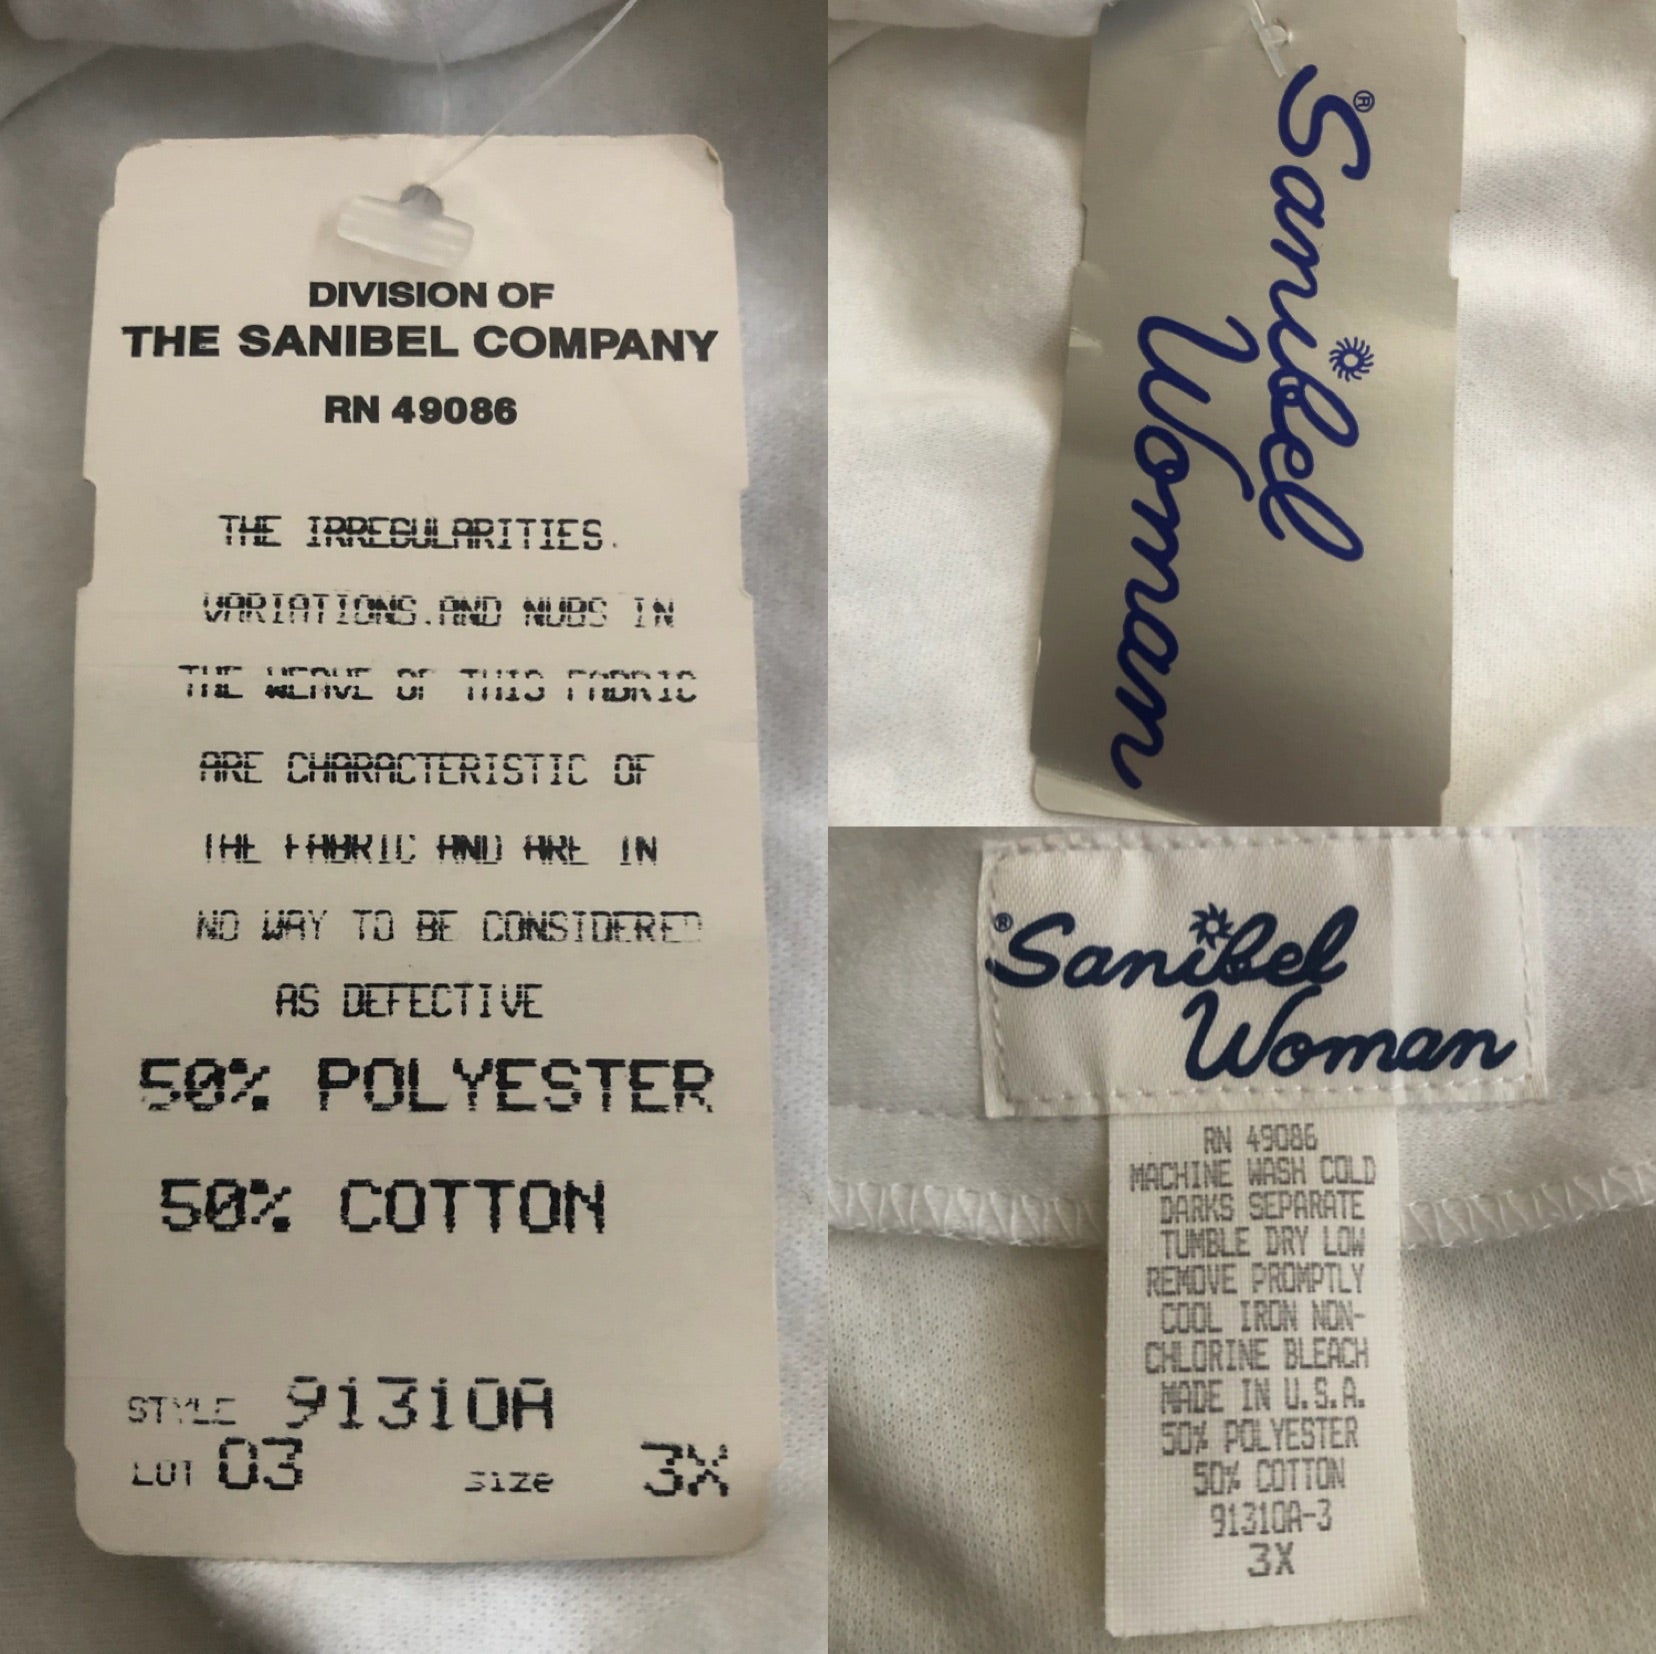 DIVISION OF
THE SANIBEL COMPANY
RN 49086
THE IRREGULARITIES.
VARIATIONS.AND NUBS IN
THE WEAVE OF THIS FABRIC
ARE CHARACTERISTIC OF
THE FABRIC AND ARE IN
NO WAY TO BE CONSIDERED
AS DEFECTIVE
50% POLYESTER
50% COTTON
STYLE 91310A
LOT 03 Size 3X
®Sanibel
Woman
®Sanibel
Woman
RN 49086
MACHINE WASH COLD
DARKS SEPARATE
TUMBLE DRY LOW
REMOVE PROMPTLY
COOL IRON NON-
CHLORINE BLEACH
MADE IN U.S.A.
50% POLYESTER
50% COTTON
91310A-3
3X